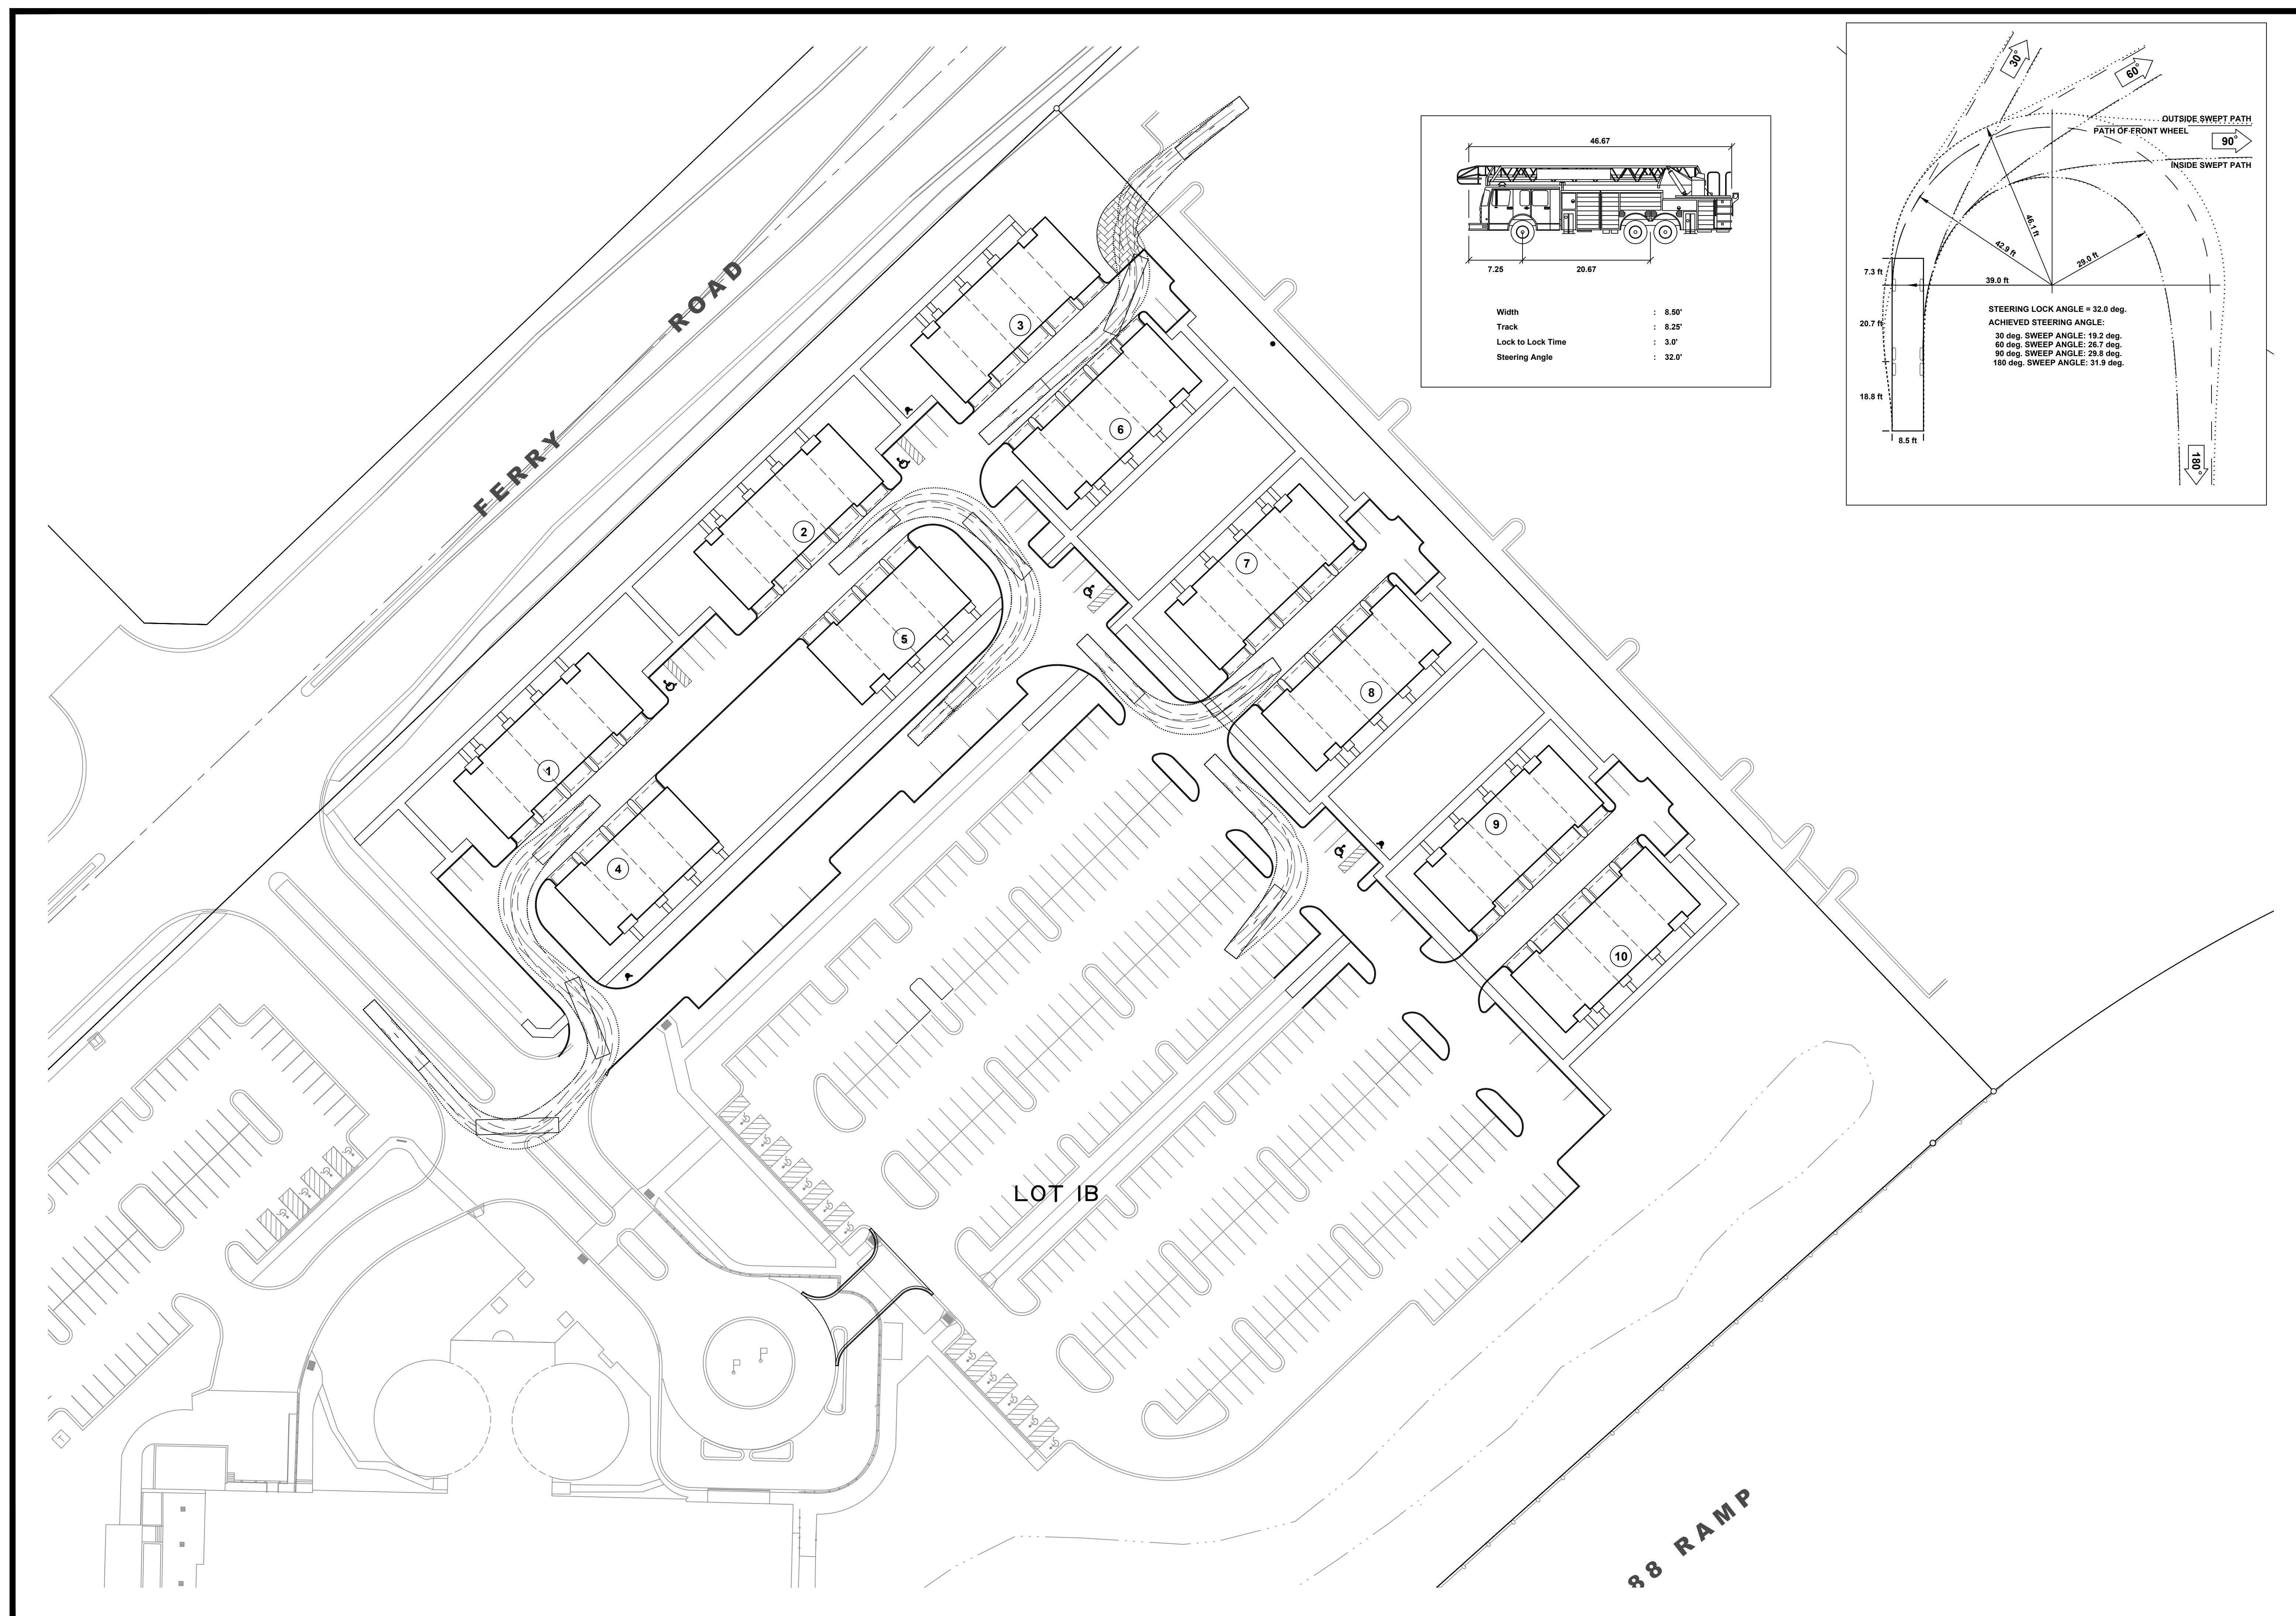 30°
60°
OUTSIDE SWEPT PATH
PATH OF FRONT WHEEL
90°
INSIDE SWEPT PATH
46.1 ft
42.9 ft
29.0 ft
7.3 ft
39.0 ft
STEERING LOCK ANGLE = 32.0 deg.
ACHIEVED STEERING ANGLE:
20.7 ft
30 deg. SWEEP ANGLE: 19.2 deg.
60 deg. SWEEP ANGLE: 26.7 deg.
90 deg. SWEEP ANGLE: 29.8 deg.
180 deg. SWEEP ANGLE: 31.9 deg.
18.8 ft
8.5 ft
180°
46.67
7.25 20.67
Width : 8.50'
Track : 8.25'
Lock to Lock Time : 3.0'
Steering Angle : 32.0'
FERRY ROAD
3
6
2
7
5
8
1
9
4
10
LOT 1B
T
T
88 RAMP